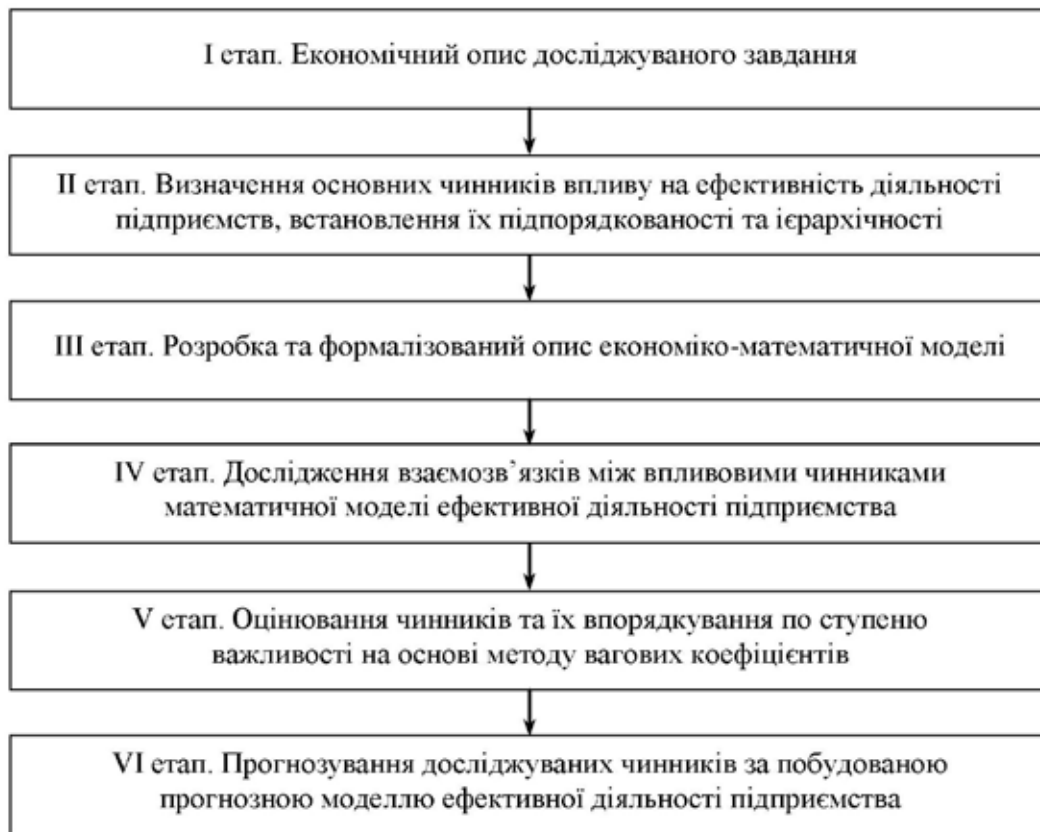 I етап. Економічний опис досліджуваного завдання
II етап. Визначення основних чинників впливу на ефективність діяльності
підприємств, встановлення їх підпорядкованості та ієрархічності
III етап. Розробка та формалізований опис економіко-математичної моделі
IV етап. Дослідження взаємозв’язків між впливовими чинниками
математичної моделі ефективної діяльності підприємства
V етап. Оцінювання чинників та їх впорядкування по ступеню
важливості на основі методу вагових коефіцієнтів
VI етап. Прогнозування досліджуваних чинників за побудованою
прогнозною моделлю ефективної діяльності підприємства